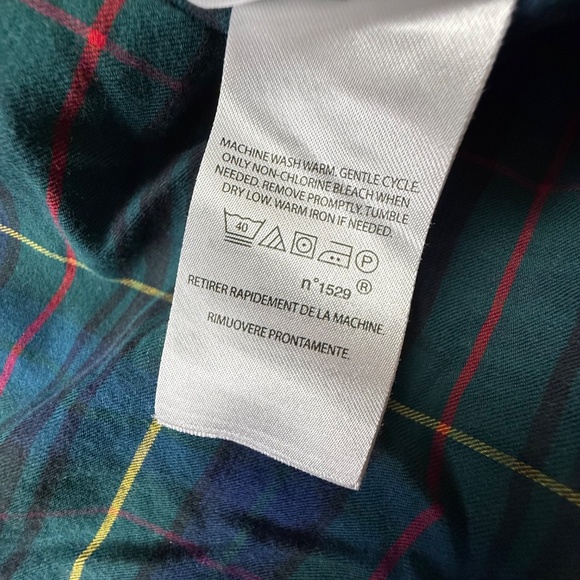 MACHINE WASH WARM. GENTLE CYCLE.
ONLY NON-CHLORINE BLEACH WHEN
NEEDED. REMOVE PROMPTLY. TUMBLE
DRY LOW. WARM IRON IF NEEDED.
40 P
n°1529 ®
RETIRER RAPIDEMENT DE LA MACHINE.
RIMUOVERE PRONTAMENTE.